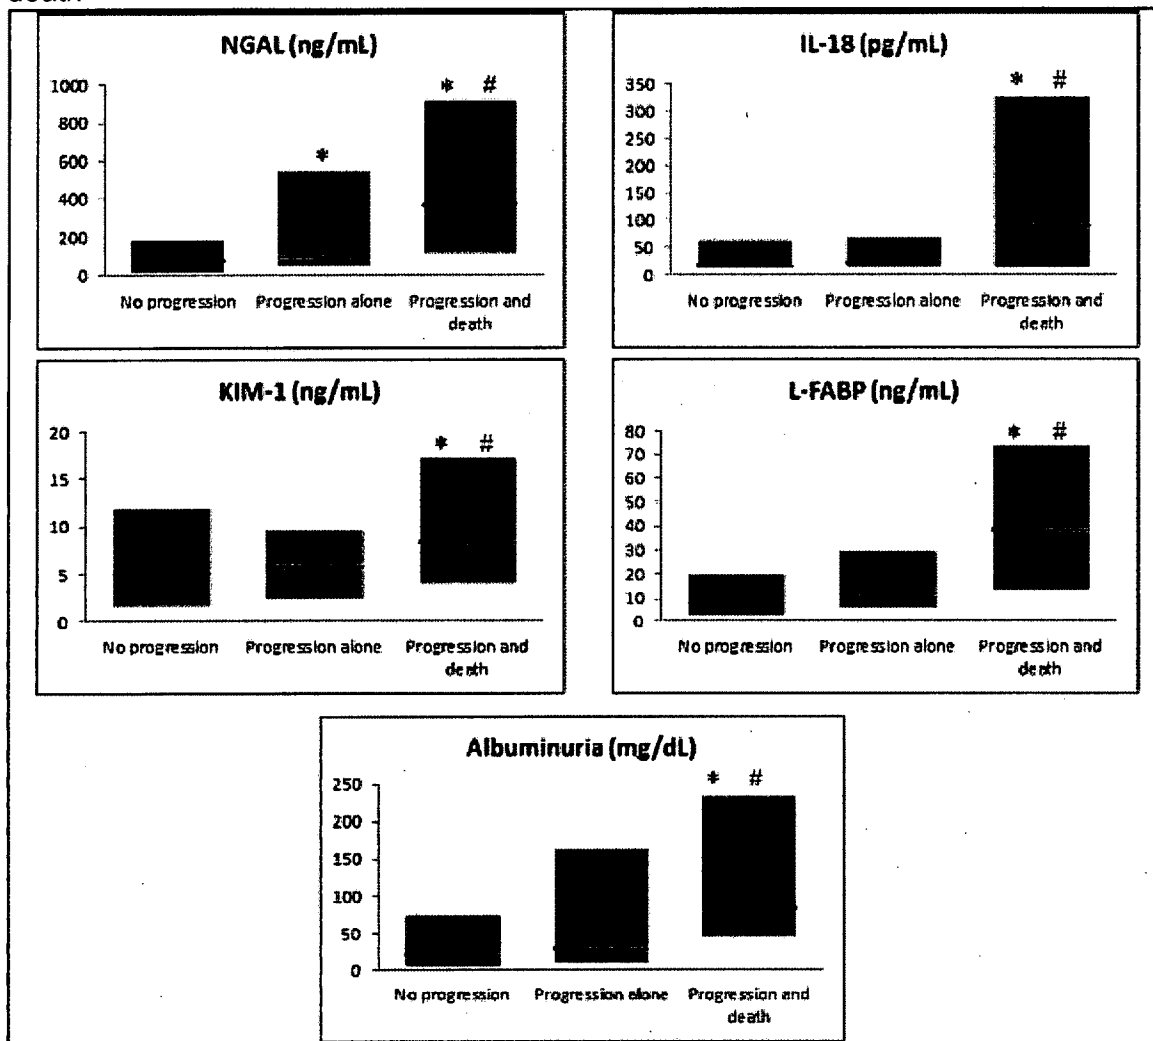 NGAL (ng/mL)
1000
800
600
400
200
0
*
* #
No progression
Progression alone
Progression and
death
IL-18 (pg/mL)
350
300
250
200
150
100
50
0
* #
No progression
Progression alone
Progression and
death
KIM-1 (ng/mL)
20
15
10
5
0
* #
No progression
Progression alone
Progression and
death
L-FABP (ng/mL)
80
70
60
50
40
30
20
10
0
* #
No progression
Progression alone
Progression and
death
Albuminuria (mg/dL)
250
200
150
100
50
0
* #
No progression
Progression alone
Progression and
death